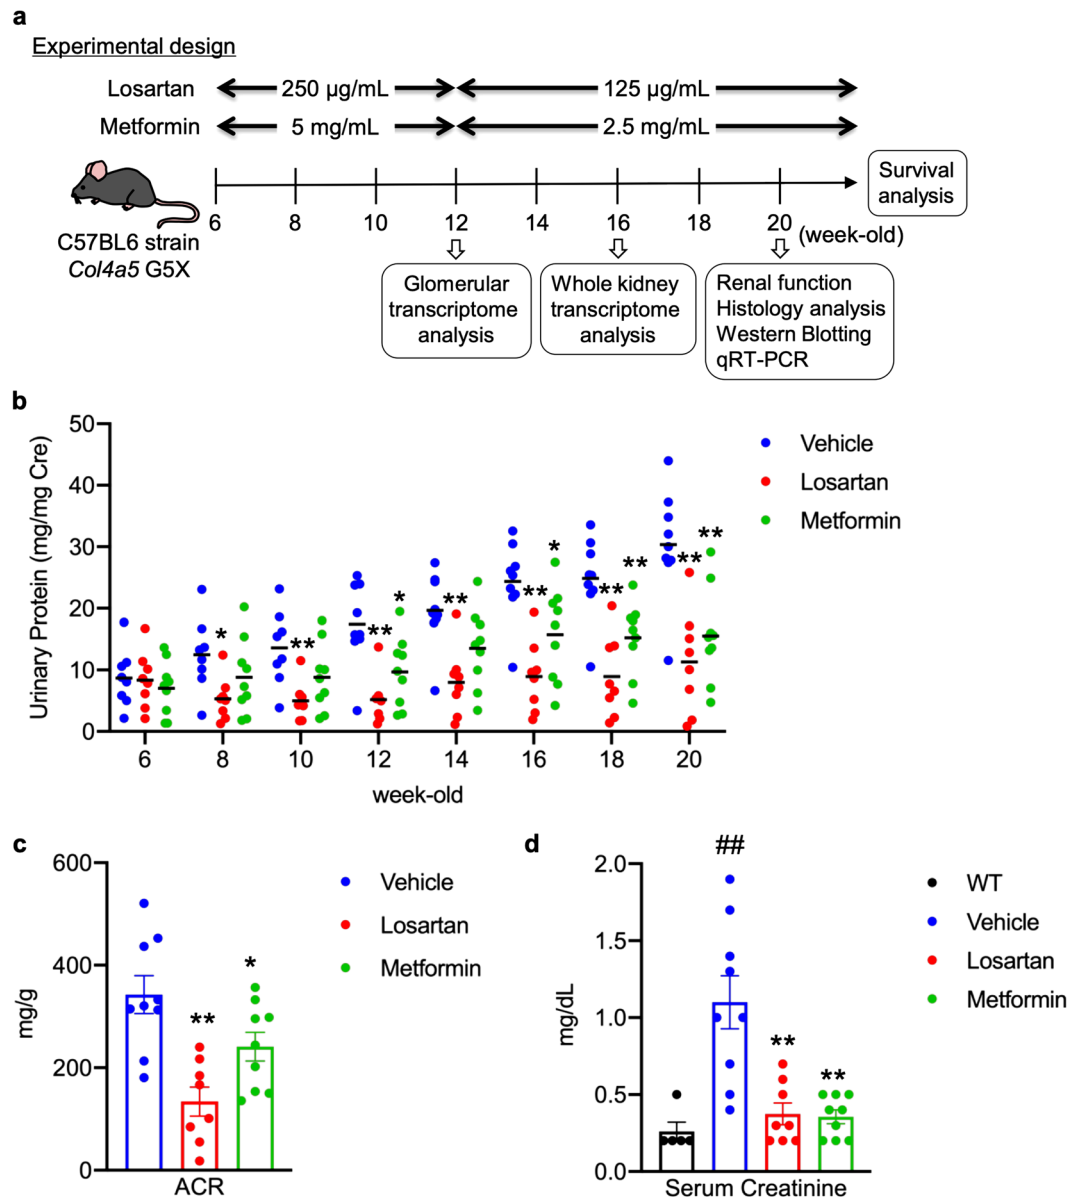 a
Experimental design
Losartan
250 µg/mL
125 µg/mL
Metformin
5 mg/mL
2.5 mg/mL
Survival
analysis
6
8
10
12
14
16
18
20
(week-old)
C57BL6 strain
Col4a5 G5X
Glomerular
transcriptome
analysis
Whole kidney
transcriptome
analysis
Renal function
Histology analysis
Western Blotting
qRT-PCR
b
Urinary Protein (mg/mg Cre)
50
40
30
20
10
0
*
**
**
*
**
**
*
**
**
**
**
6
8
10
12
14
16
18
20
week-old
Vehicle
Losartan
Metformin
c
mg/g
600
400
200
0
**
*
ACR
Vehicle
Losartan
Metformin
d
mg/dL
2.0
1.5
1.0
0.5
0.0
##
**
**
Serum Creatinine
WT
Vehicle
Losartan
Metformin